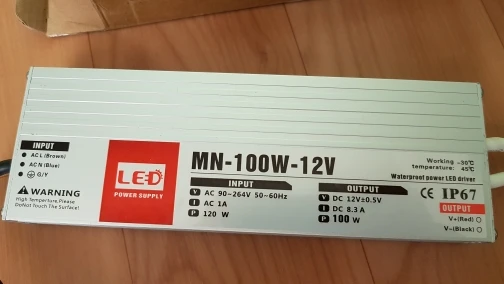 INPUT
AC L (Brown)
AC N (Blue)
G/Y
WARNING
High Temperture,Please
DoNot Touch The Surface!
LED
POWER SUPPLY
MN-100W-12V
INPUT
V AC 90~264V 50~60Hz
I AC 1A
P 120 W
OUTPUT
V DC 12V±0.5V
I DC 8.3 A
P 100 W
Working -30℃
temperature: 45℃
Waterproof power LED driver
CE IP67
OUTPUT
V+(Red)
V-(Black)